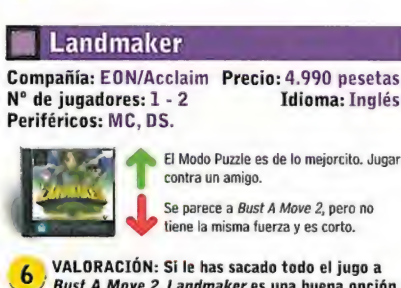 Landmaker
Compañía: EON/Acclaim Precio: 4.990 pesetas
Nº de jugadores: 1 - 2 Idioma: Inglés
Periféricos: MC, DS.
El Modo Puzzle es de lo mejorcito. Jugar
contra un amigo.
Se parece a Bust A Move 2, pero no
tiene la misma fuerza y es corto.
6 VALORACIÓN: Si le has sacado todo el jugo a
Bust A Move 2, Landmaker es una buena opción